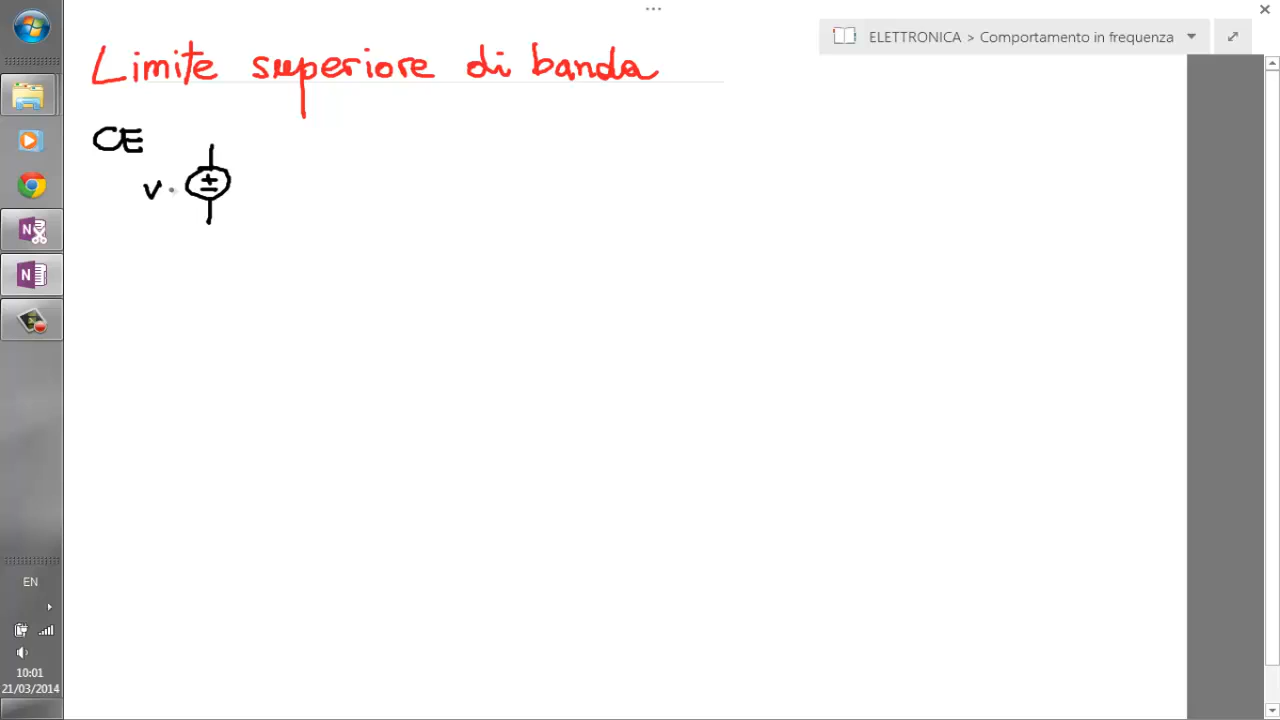 ELETTRONICA > Comportamento in frequenza
Limite superiore di banda
CE
v
+
−
N
N
EN
10:01
21/03/2014